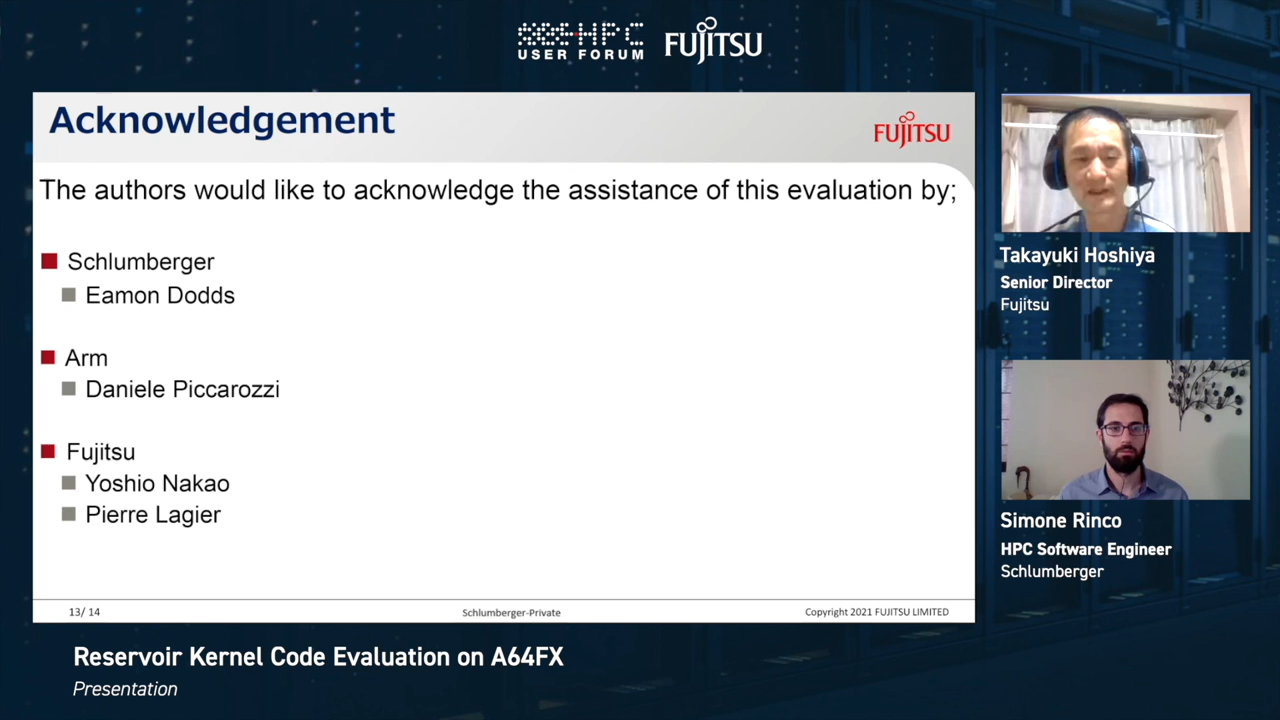 HPC
USER FORUM
FUJITSU
Acknowledgement
FUJITSU
The authors would like to acknowledge the assistance of this evaluation by;
Schlumberger
Eamon Dodds
Arm
Daniele Piccarozzi
Fujitsu
Yoshio Nakao
Pierre Lagier
13/ 14
Schlumberger-Private
Copyright 2021 FUJITSU LIMITED
Takayuki Hoshiya
Senior Director
Fujitsu
Simone Rinco
HPC Software Engineer
Schlumberger
Reservoir Kernel Code Evaluation on A64FX
Presentation